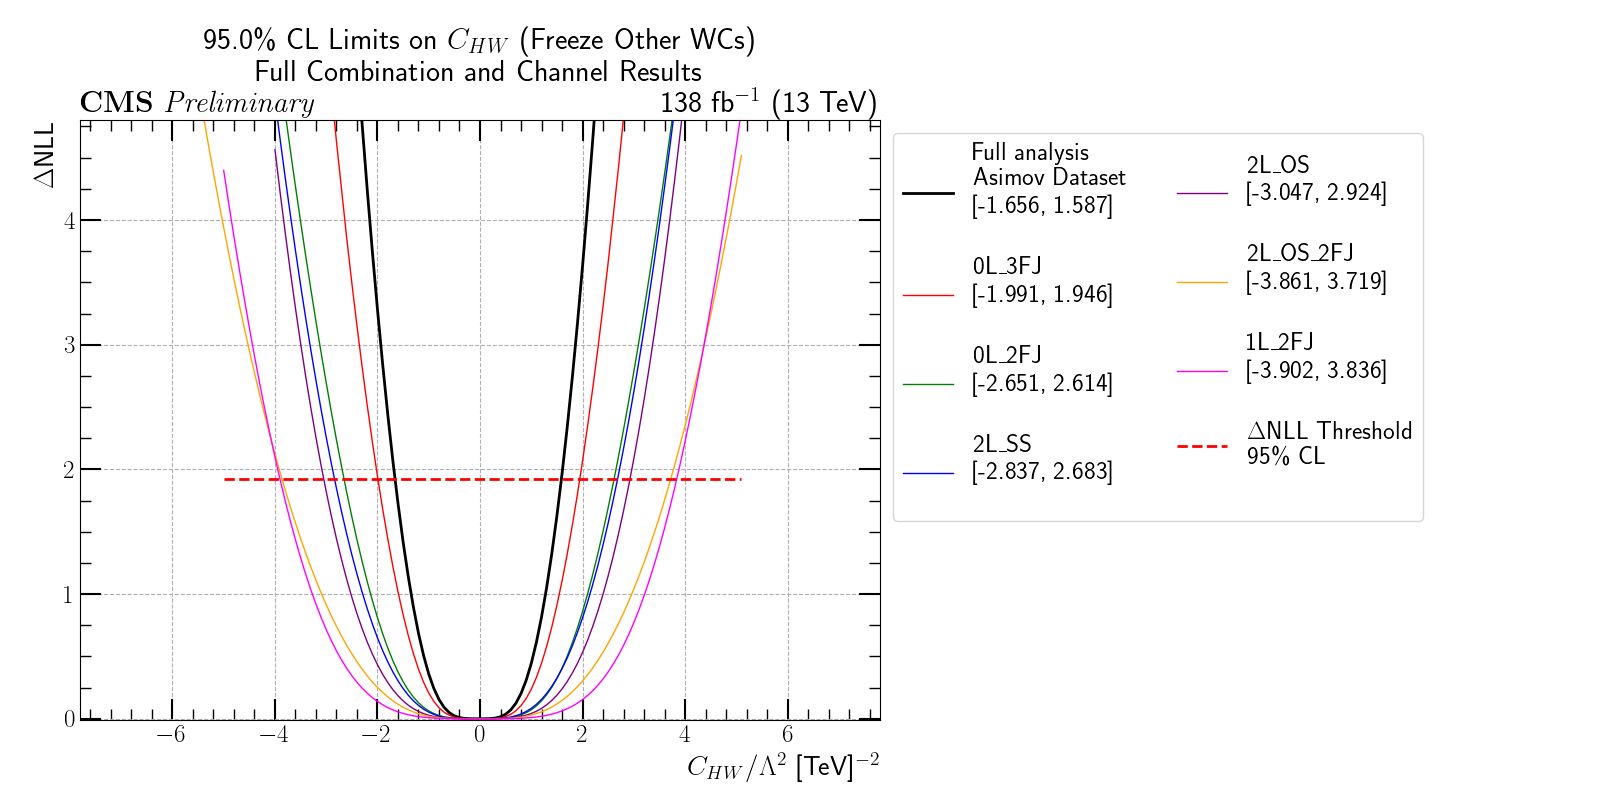 95.0% CL Limits on C_{HW} (Freeze Other WCs)
Full Combination and Channel Results
CMS Preliminary
138 fb^{-1} (13 TeV)
ΔNLL
4
3
2
1
0
−6
−4
−2
0
2
4
6
C_{HW}/Λ^2 [TeV]^{-2}
Full analysis
Asimov Dataset
[-1.656, 1.587]
0L_3FJ
[-1.991, 1.946]
0L_2FJ
[-2.651, 2.614]
2L_SS
[-2.837, 2.683]
2L_OS
[-3.047, 2.924]
2L_OS_2FJ
[-3.861, 3.719]
1L_2FJ
[-3.902, 3.836]
ΔNLL Threshold
95% CL